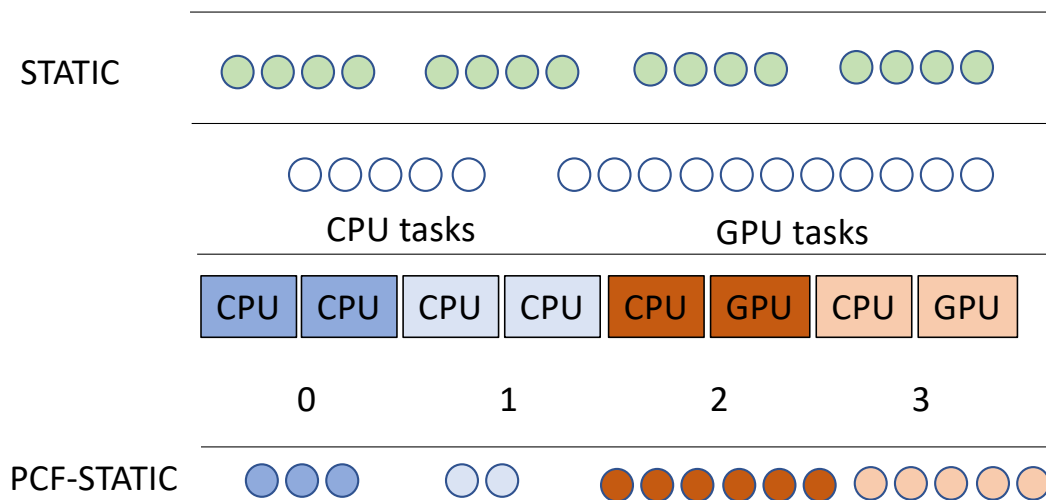 STATIC
CPU tasks GPU tasks
CPU CPU CPU CPU CPU GPU CPU GPU
0 1 2 3
PCF-STATIC